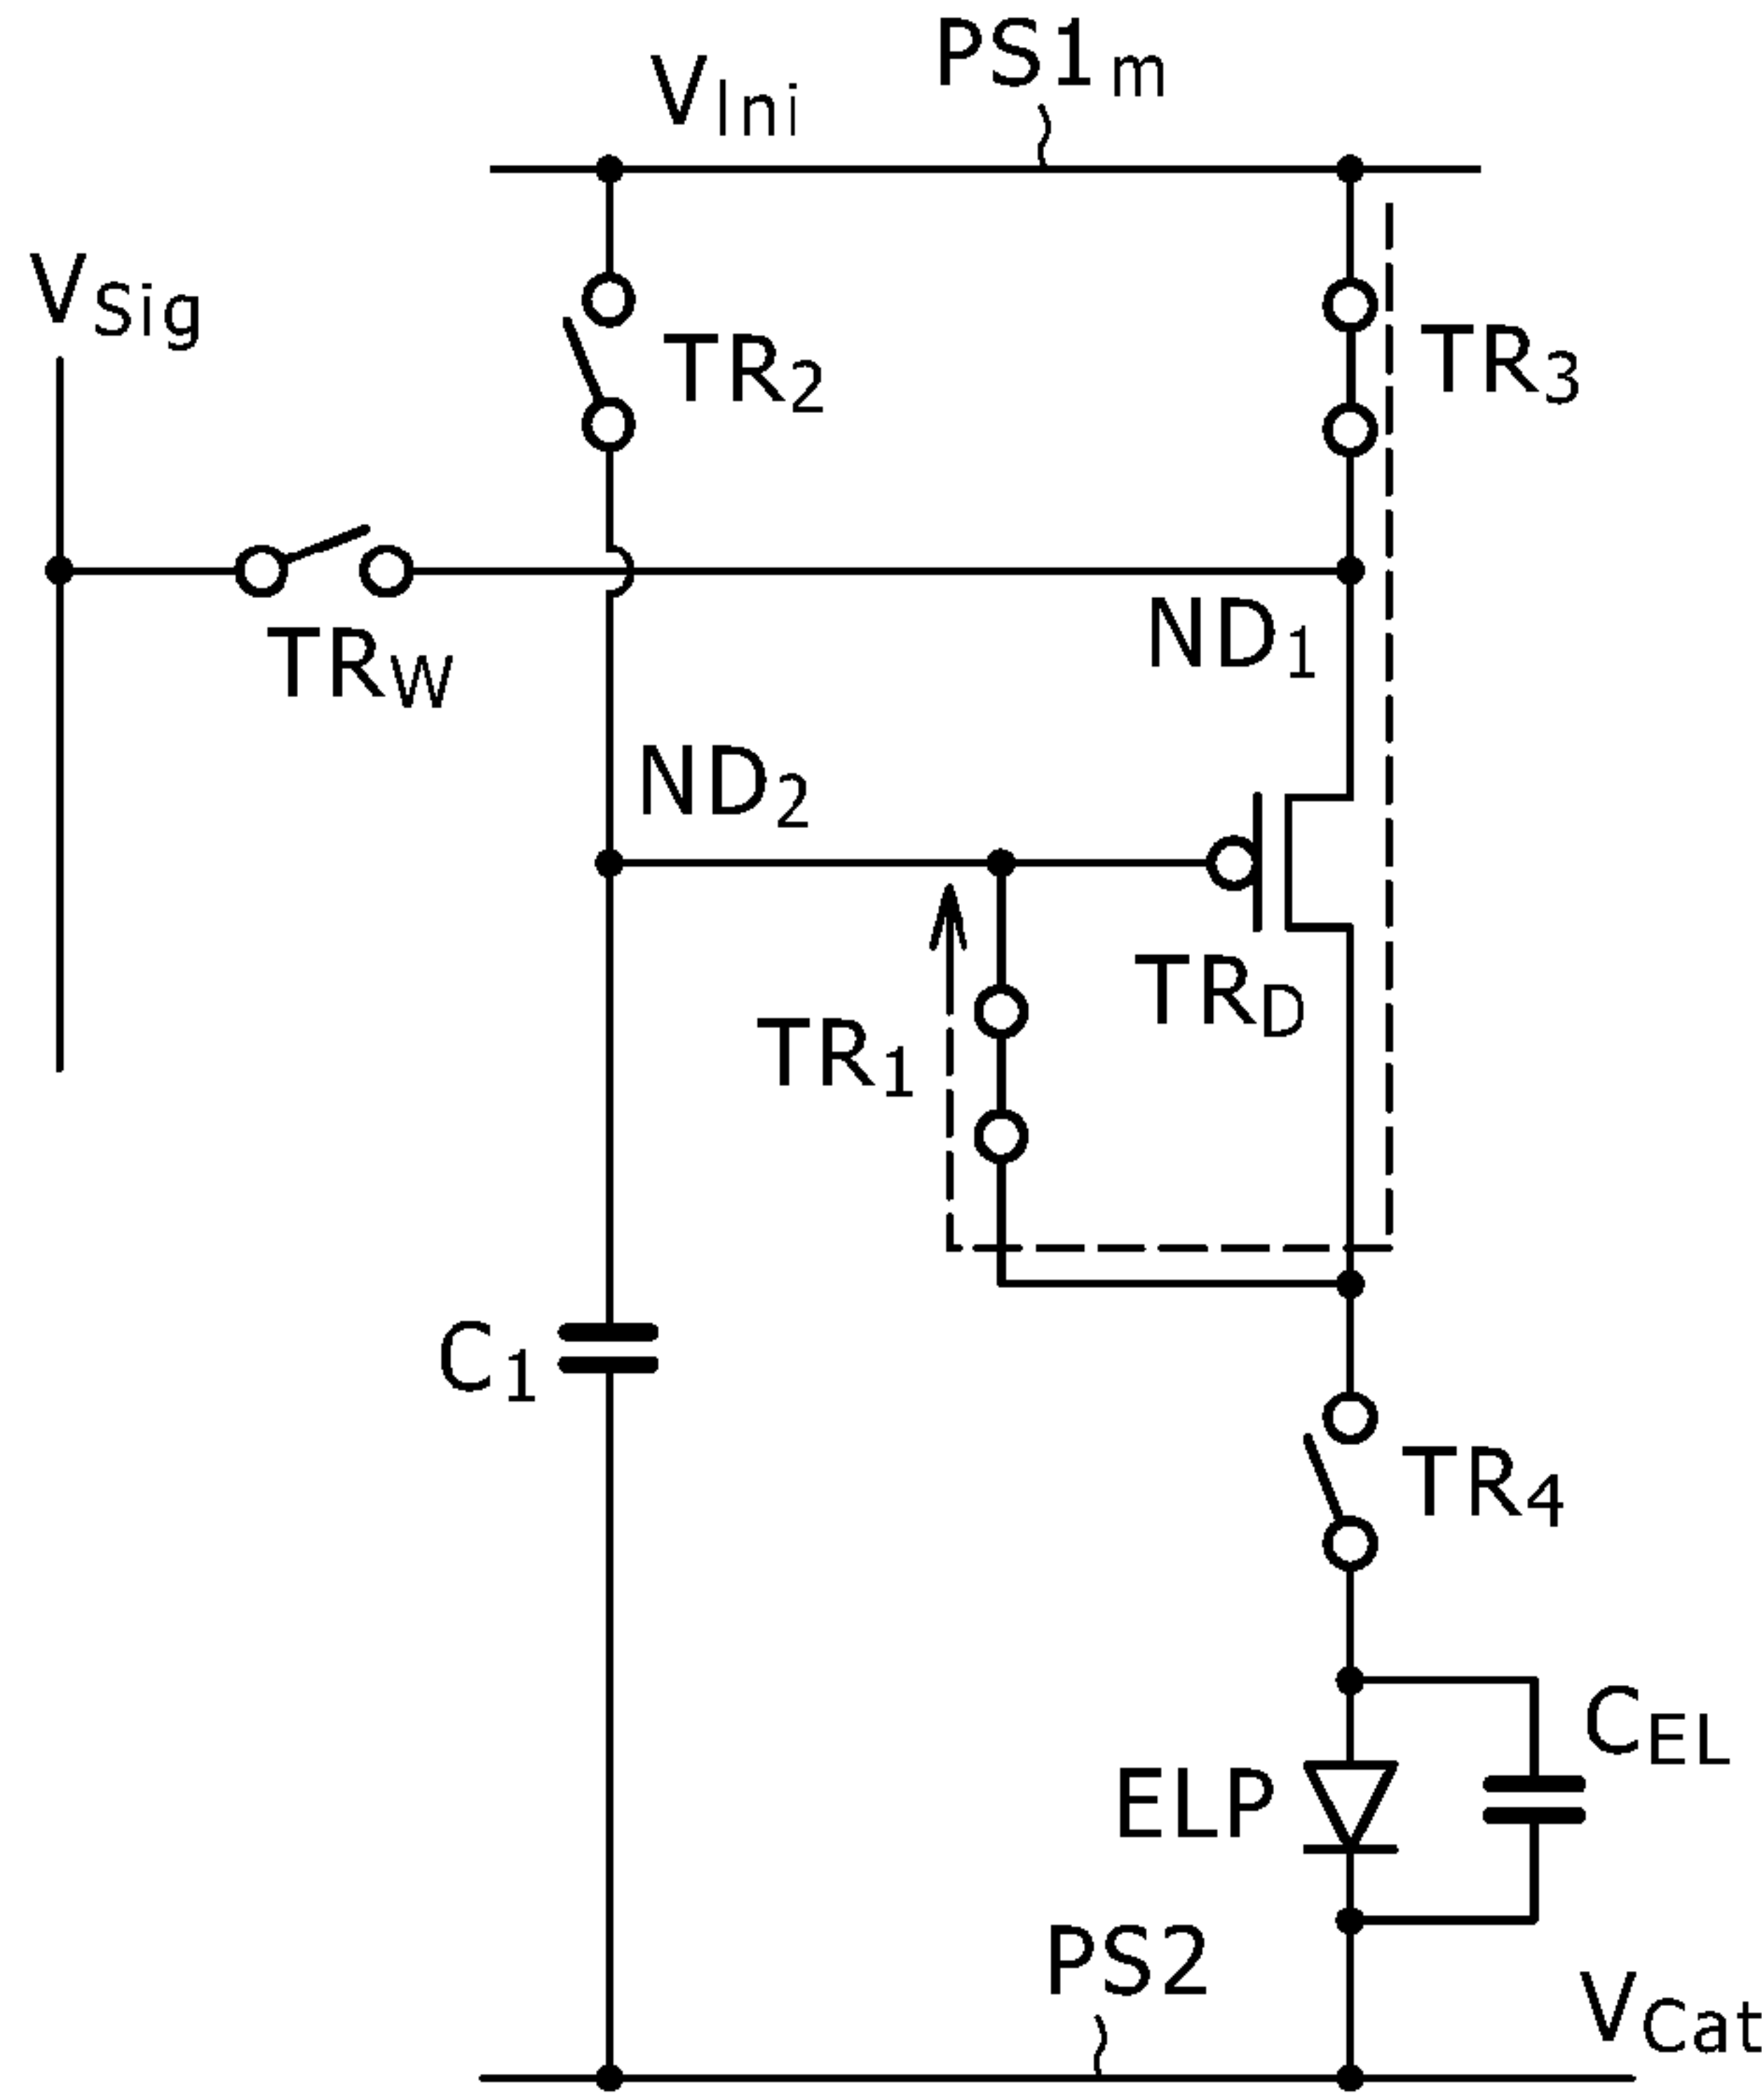 PS1m
VIni
VSig
TR2
TR3
TRW
ND1
ND2
TRD
TR1
C1
TR4
CEL
ELP
PS2
VCat